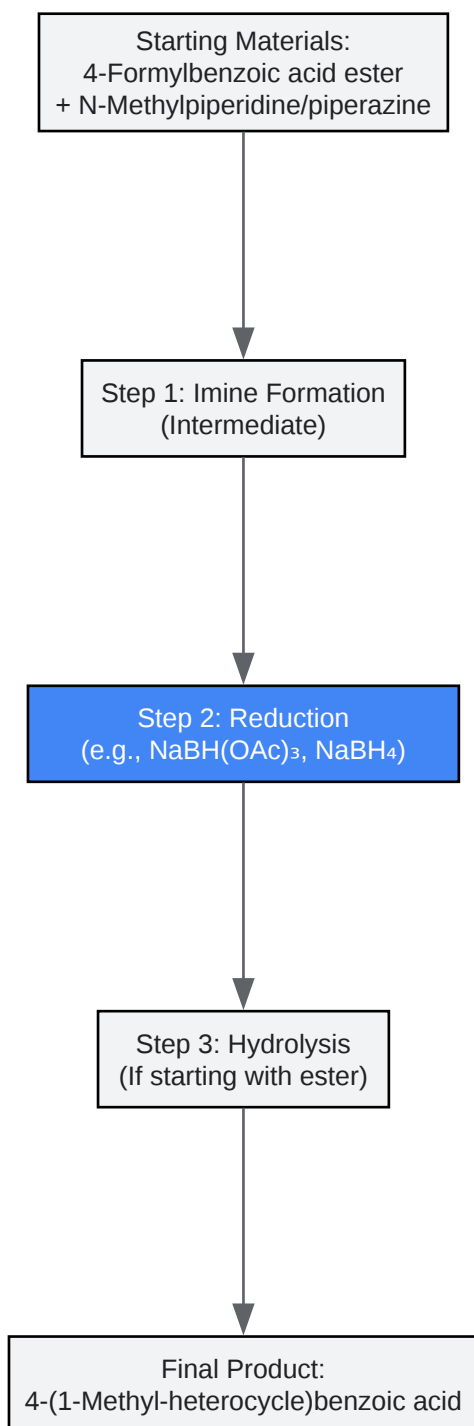 Starting Materials:
4-Formylbenzoic acid ester
+ N-Methylpiperidine/piperazine
Step 1: Imine Formation
(Intermediate)
Step 2: Reduction
(e.g., NaBH(OAc)₃, NaBH₄)
Step 3: Hydrolysis
(If starting with ester)
Final Product:
4-(1-Methyl-heterocycle)benzoic acid